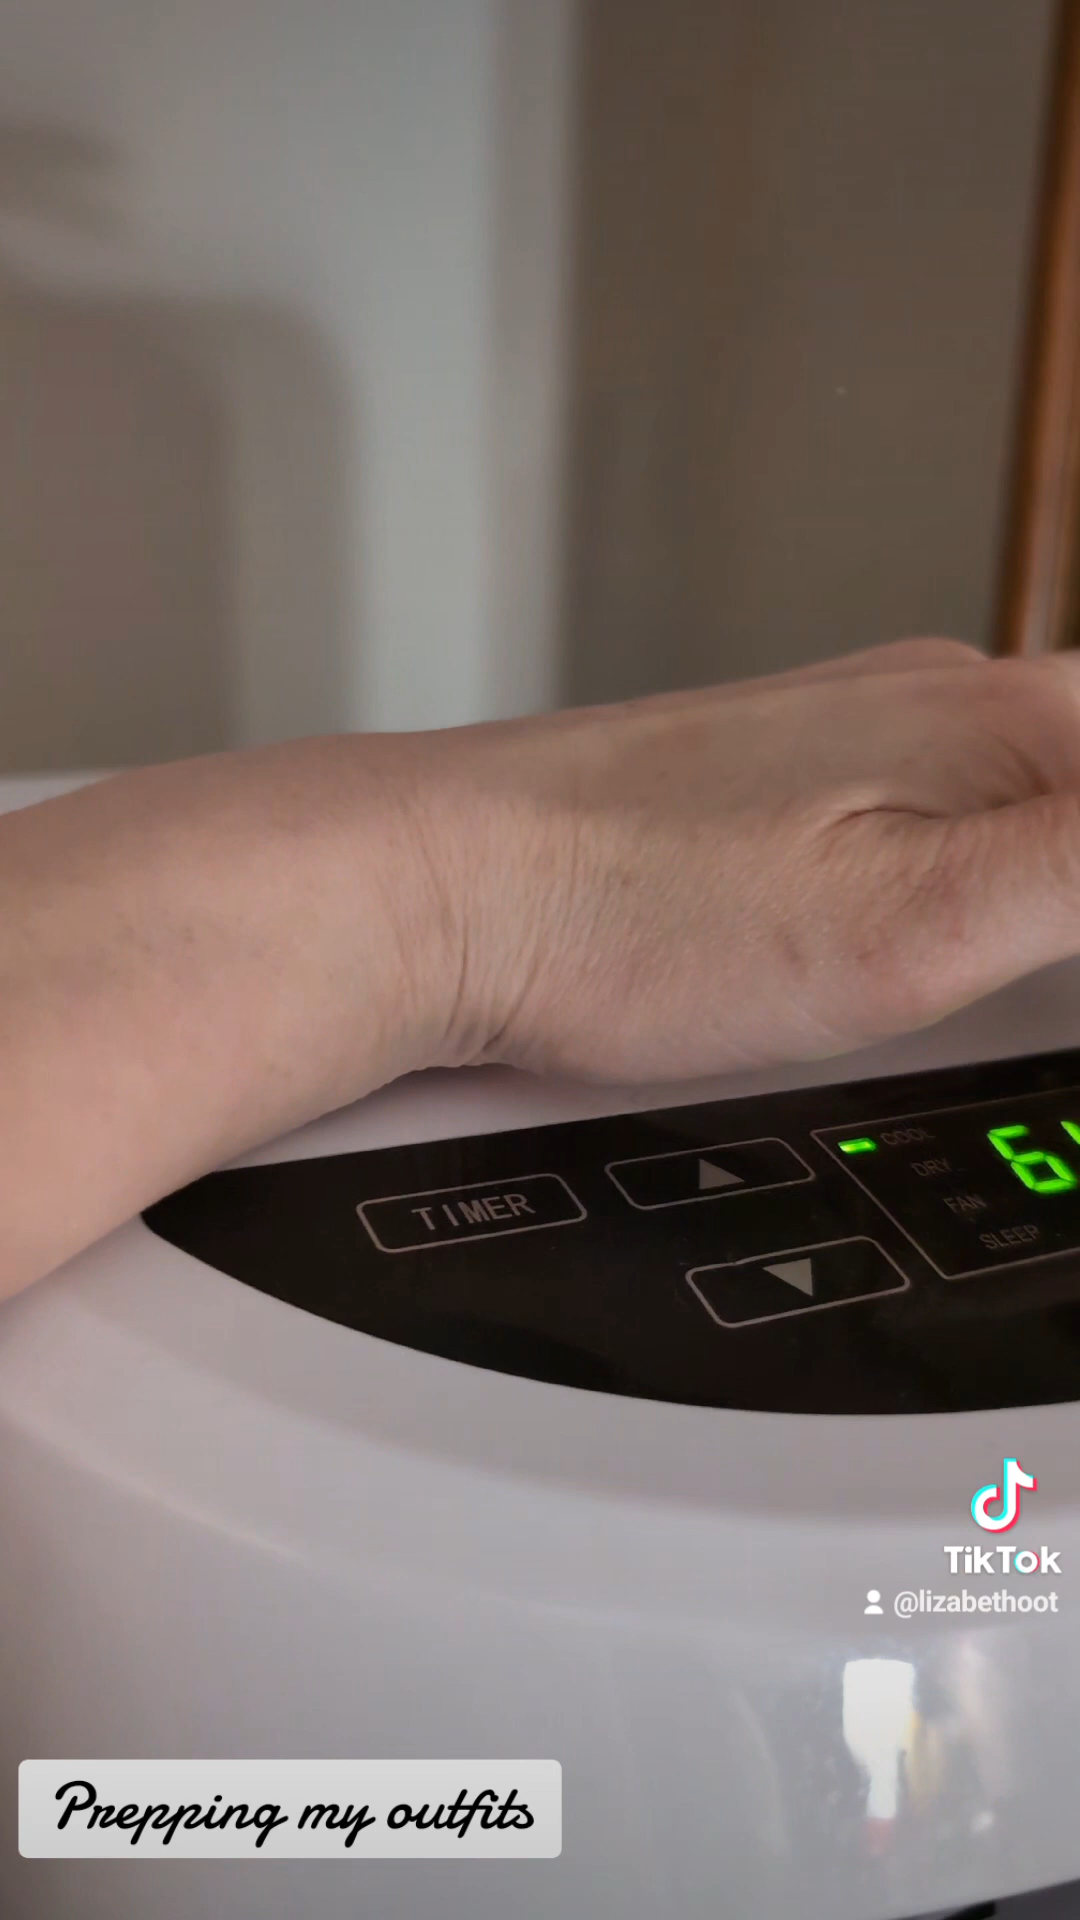 TIMER
COOL
DRY
FAN
SLEEP
TikTok
@lizabethoot
Prepping my outfits